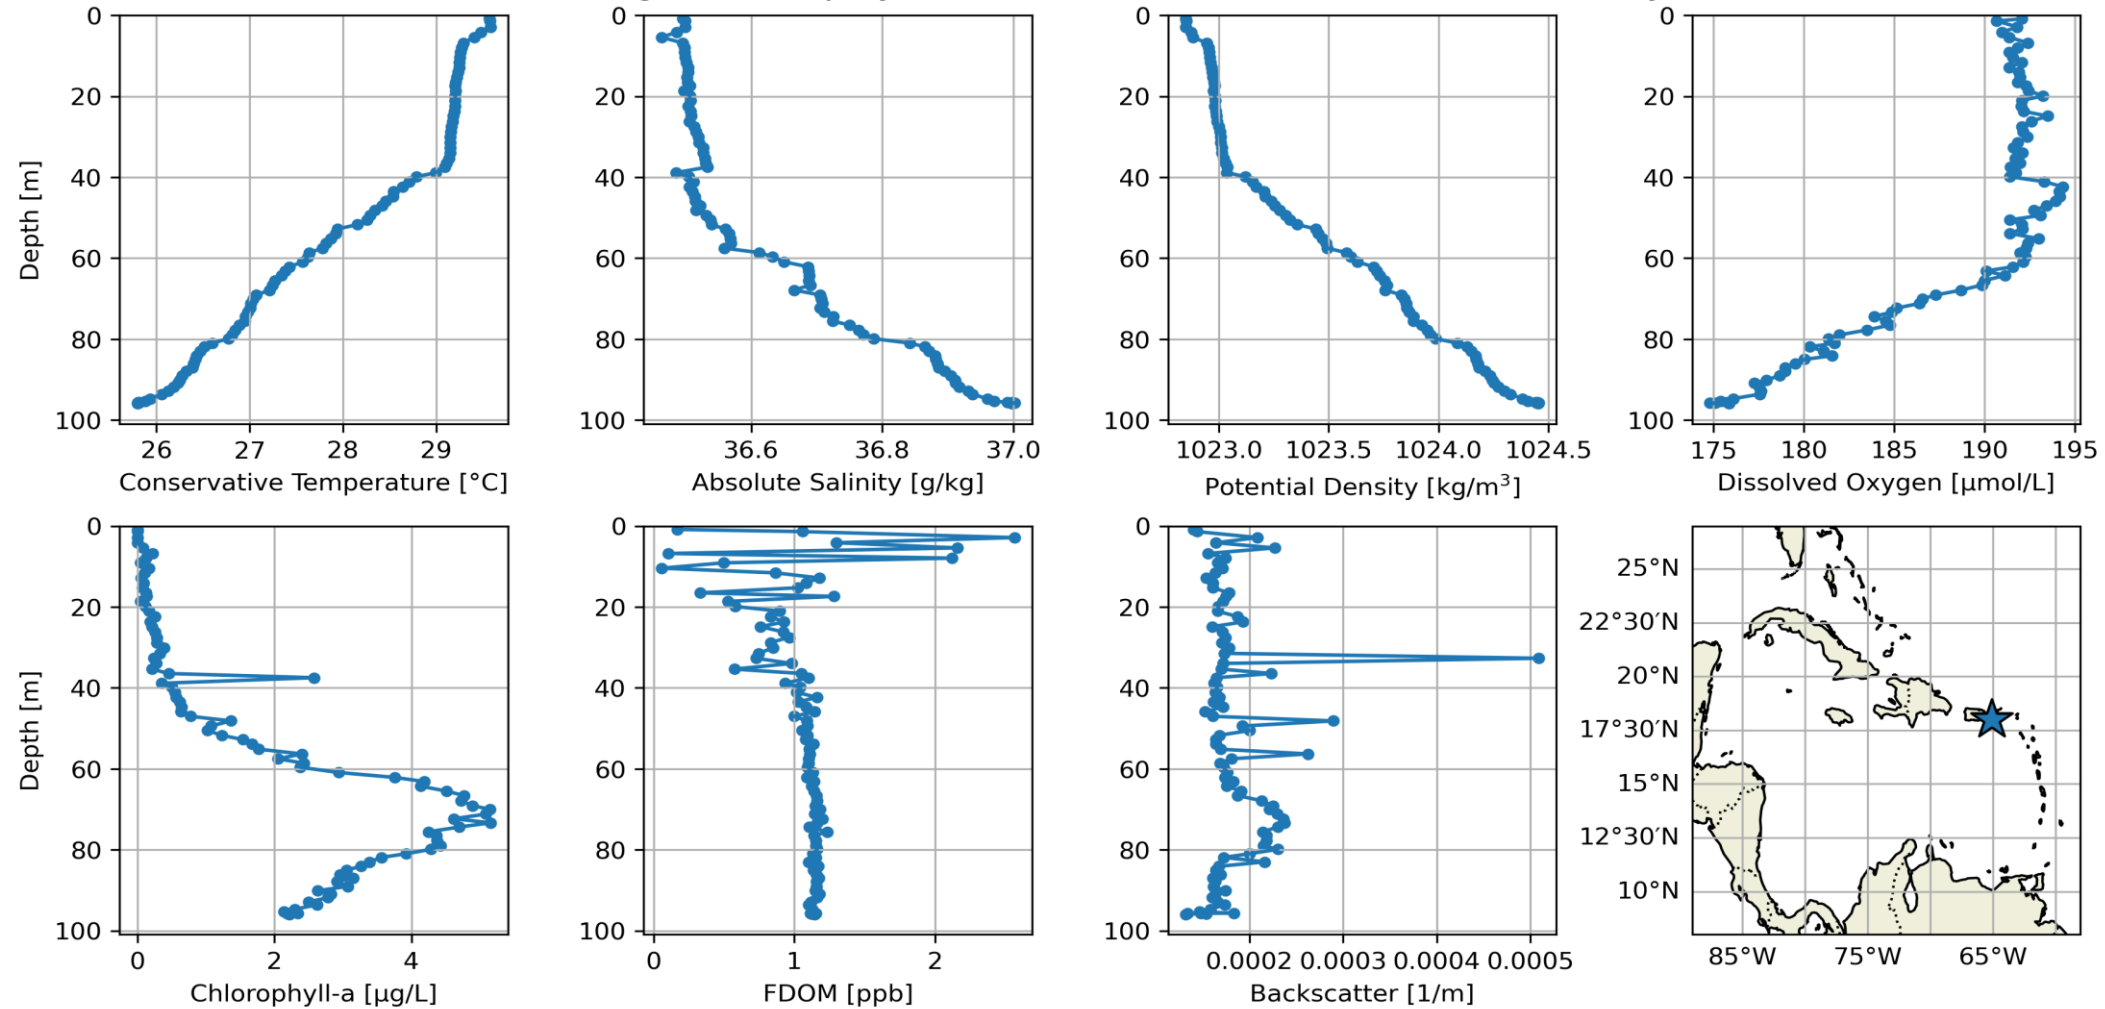 0
20
40
60
80
100
Depth [m]
26 27 28 29
Conservative Temperature [°C]
0
20
40
60
80
100
36.6 36.8 37.0
Absolute Salinity [g/kg]
0
20
40
60
80
100
1023.0 1023.5 1024.0 1024.5
Potential Density [kg/m³]
0
20
40
60
80
100
175 180 185 190 195
Dissolved Oxygen [µmol/L]
0
20
40
60
80
100
Depth [m]
0 2 4
Chlorophyll-a [µg/L]
0
20
40
60
80
100
0 1 2
FDOM [ppb]
0
20
40
60
80
100
0.0002 0.0003 0.0004 0.0005
Backscatter [1/m]
25°N
22°30′N
20°N
17°30′N
15°N
12°30′N
10°N
85°W 75°W 65°W